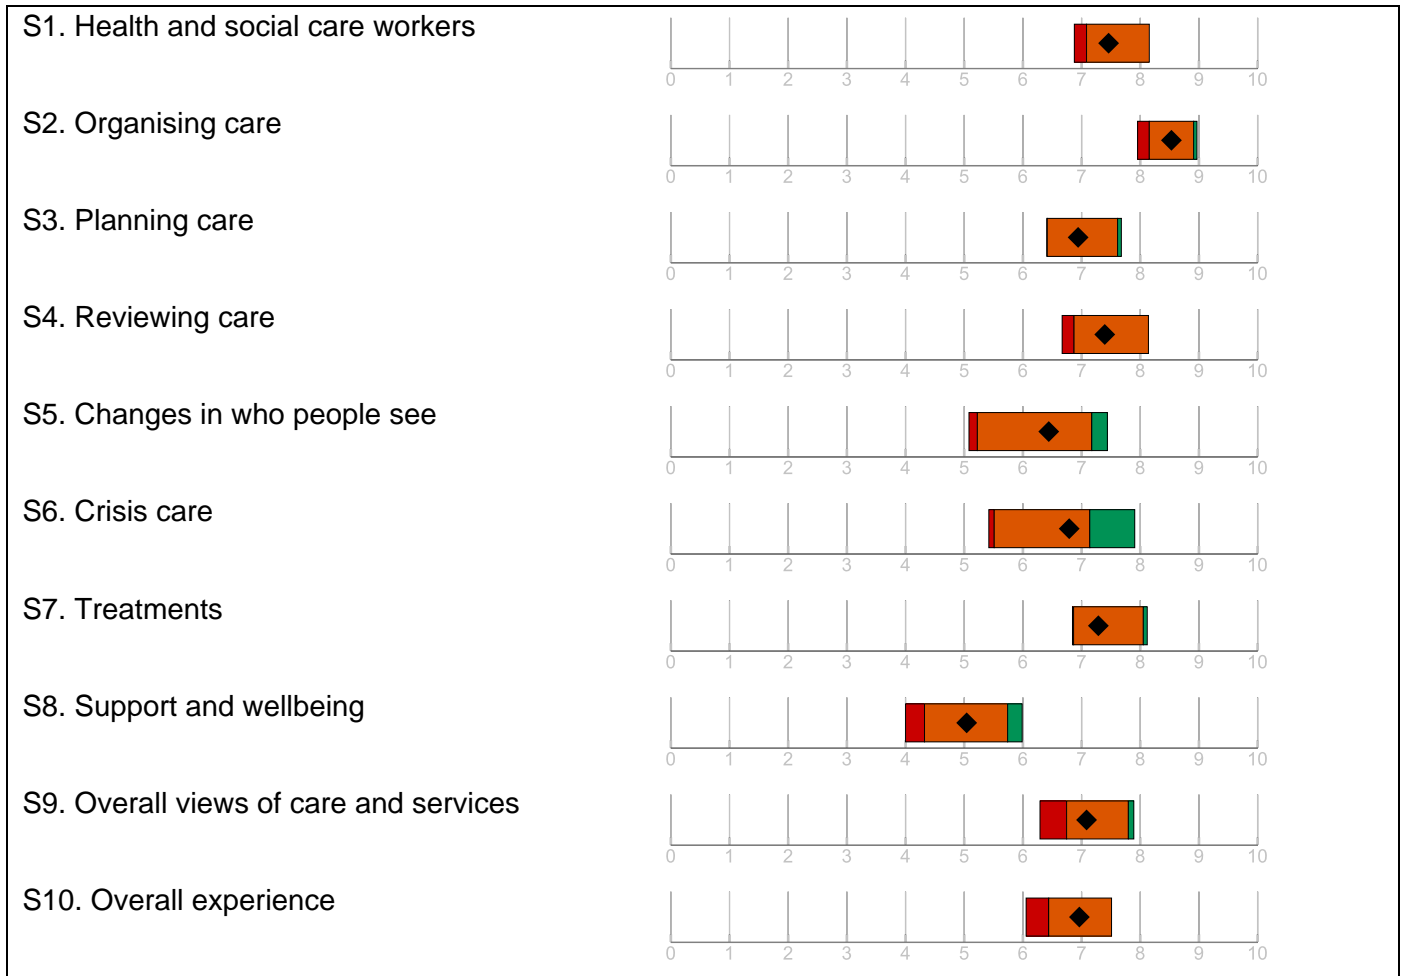 S1. Health and social care workers
0 1 2 3 4 5 6 7 8 9 10
S2. Organising care
0 1 2 3 4 5 6 7 8 9 10
S3. Planning care
0 1 2 3 4 5 6 7 8 9 10
S4. Reviewing care
0 1 2 3 4 5 6 7 8 9 10
S5. Changes in who people see
0 1 2 3 4 5 6 7 8 9 10
S6. Crisis care
0 1 2 3 4 5 6 7 8 9 10
S7. Treatments
0 1 2 3 4 5 6 7 8 9 10
S8. Support and wellbeing
0 1 2 3 4 5 6 7 8 9 10
S9. Overall views of care and services
0 1 2 3 4 5 6 7 8 9 10
S10. Overall experience
0 1 2 3 4 5 6 7 8 9 10